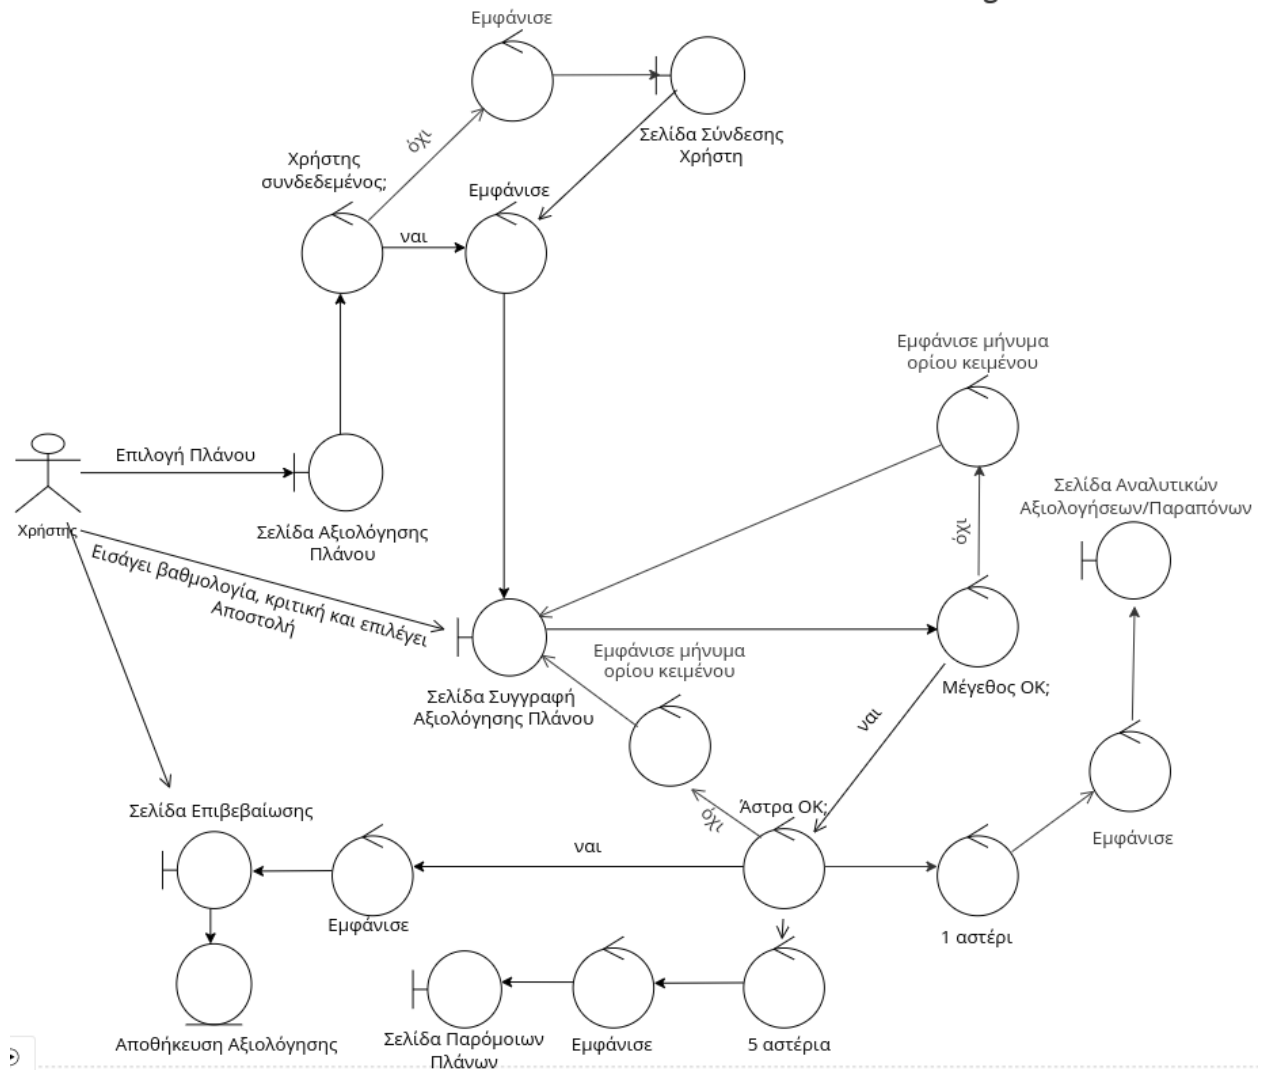 Εμφάνισε
Σελίδα Σύνδεσης
Χρήστη
όχι
Χρήστης
συνδεδεμένος;
Εμφάνισε
ναι
Εμφάνισε μήνυμα
ορίου κειμένου
Επιλογή Πλάνου
Χρήστης
Σελίδα Αξιολόγησης
Πλάνου
Σελίδα Αναλυτικών
Αξιολογήσεων/Παραπόνων
όχι
Εισάγει βαθμολογία, κριτική και επιλέγει
Αποστολή
Εμφάνισε μήνυμα
ορίου κειμένου
Σελίδα Συγγραφή
Αξιολόγησης Πλάνου
Μέγεθος ΟΚ;
ναι
Σελίδα Επιβεβαίωσης
Άστρα ΟΚ;
όχι
Εμφάνισε
ναι
Εμφάνισε
1 αστέρι
Αποθήκευση Αξιολόγησης
Σελίδα Παρόμοιων
Πλάνων
Εμφάνισε
5 αστέρια